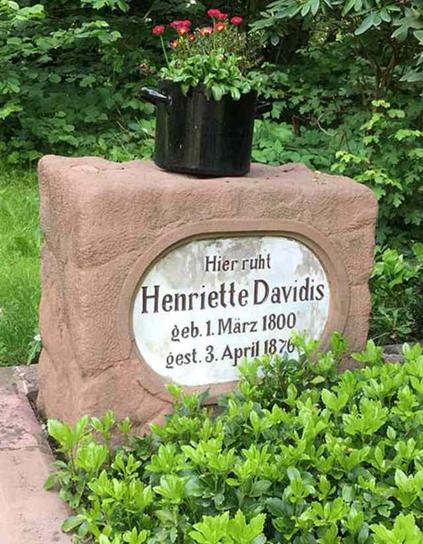 Hier ruht
Henriette Davidis
geb. 1. März 1800
gest. 3. April 1876